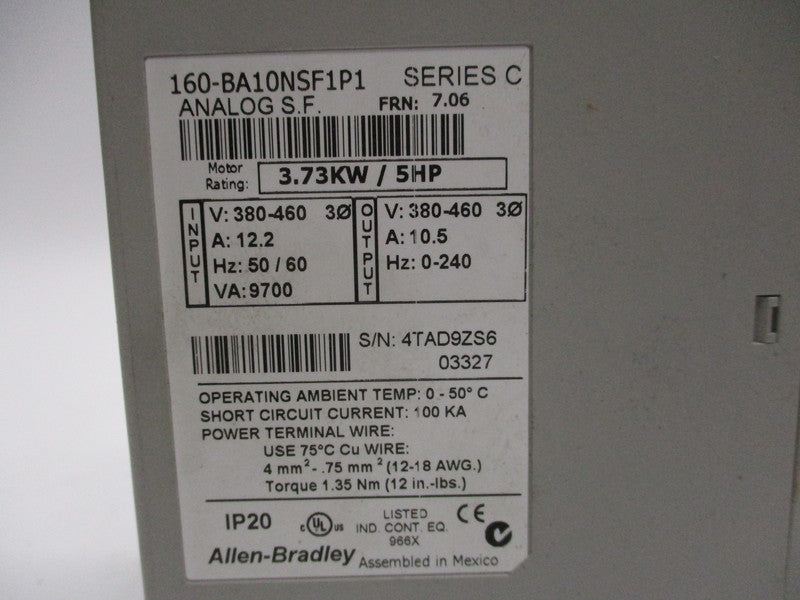 160-BA10NSF1P1 SERIES C
ANALOG S.F. FRN: 7.06
Motor Rating: 3.73KW / 5HP
INPUT
V: 380-460 3Ø
A: 12.2
Hz: 50 / 60
VA: 9700
OUTPUT
V: 380-460 3Ø
A: 10.5
Hz: 0-240
S/N: 4TAD9ZS6
03327
OPERATING AMBIENT TEMP: 0 - 50° C
SHORT CIRCUIT CURRENT: 100 KA
POWER TERMINAL WIRE:
USE 75°C Cu WIRE:
4 mm² - .75 mm² (12-18 AWG.)
Torque 1.35 Nm (12 in.-lbs.)
IP20 c UL us LISTED CE
IND. CONT. EQ.
966X
Allen-Bradley Assembled in Mexico